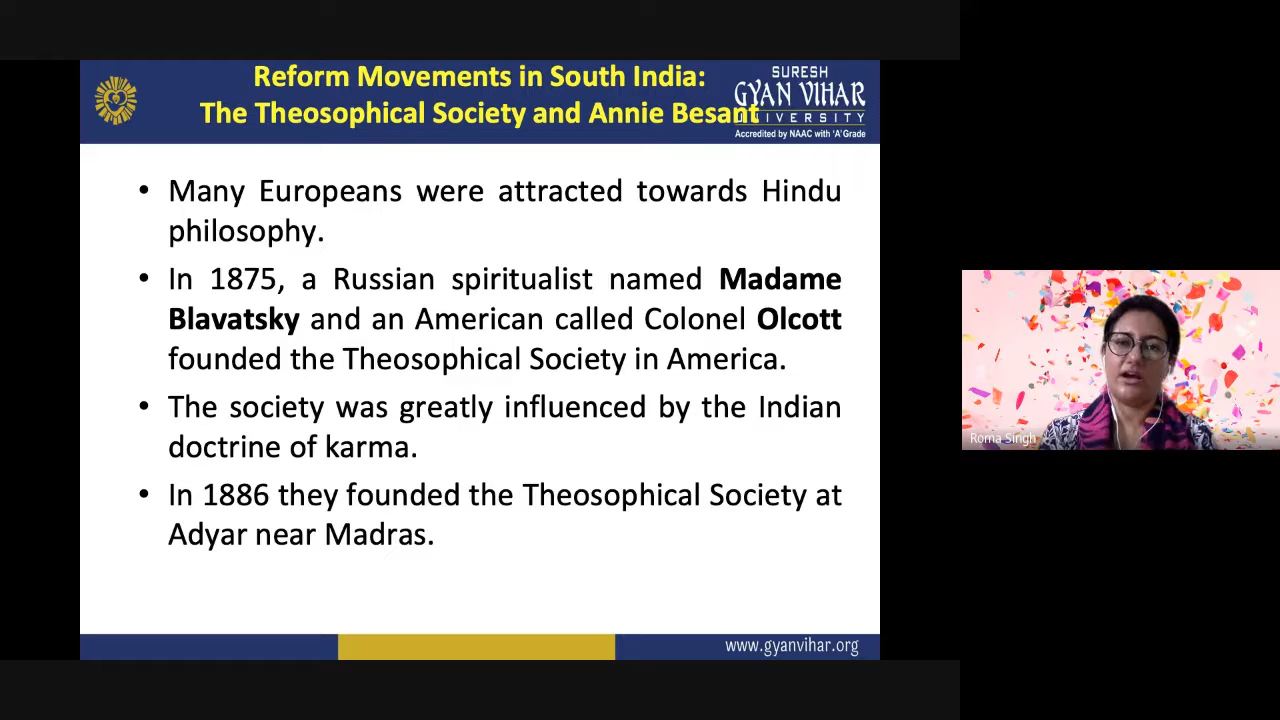 Reform Movements in South India:
The Theosophical Society and Annie Besant
SURESH
GYAN VIHAR
UNIVERSITY
Accredited by NAAC with 'A' Grade
• Many Europeans were attracted towards Hindu
philosophy.
• In 1875, a Russian spiritualist named Madame
Blavatsky and an American called Colonel Olcott
founded the Theosophical Society in America.
• The society was greatly influenced by the Indian
doctrine of karma.
• In 1886 they founded the Theosophical Society at
Adyar near Madras.
www.gyanvihar.org
Roma Singh